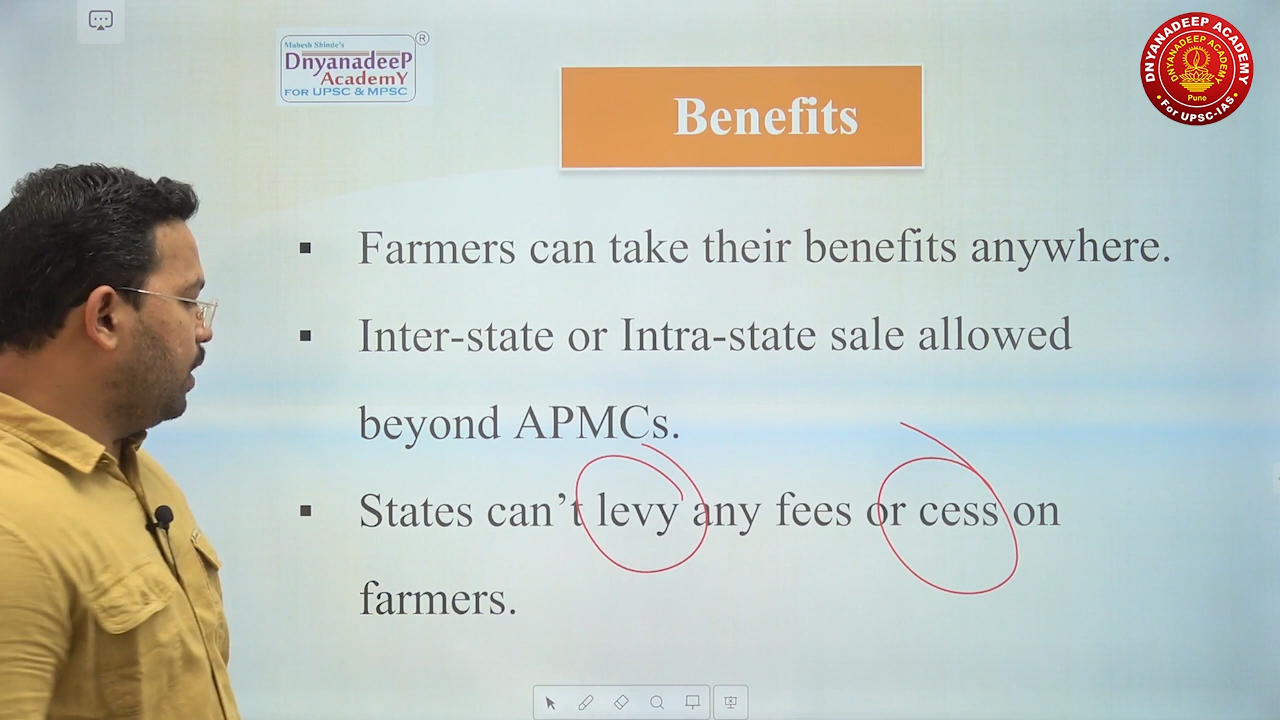 Mahesh Shinde's
DnyanadeeP
AcademY
FOR UPSC & MPSC
®
DNYANADEEP ACADEMY
DNYANADEEP ACADEMY
Pune
• For UPSC-IAS •
Benefits
▪ Farmers can take their benefits anywhere.
▪ Inter-state or Intra-state sale allowed
beyond APMCs.
▪ States can't levy any fees or cess on
farmers.